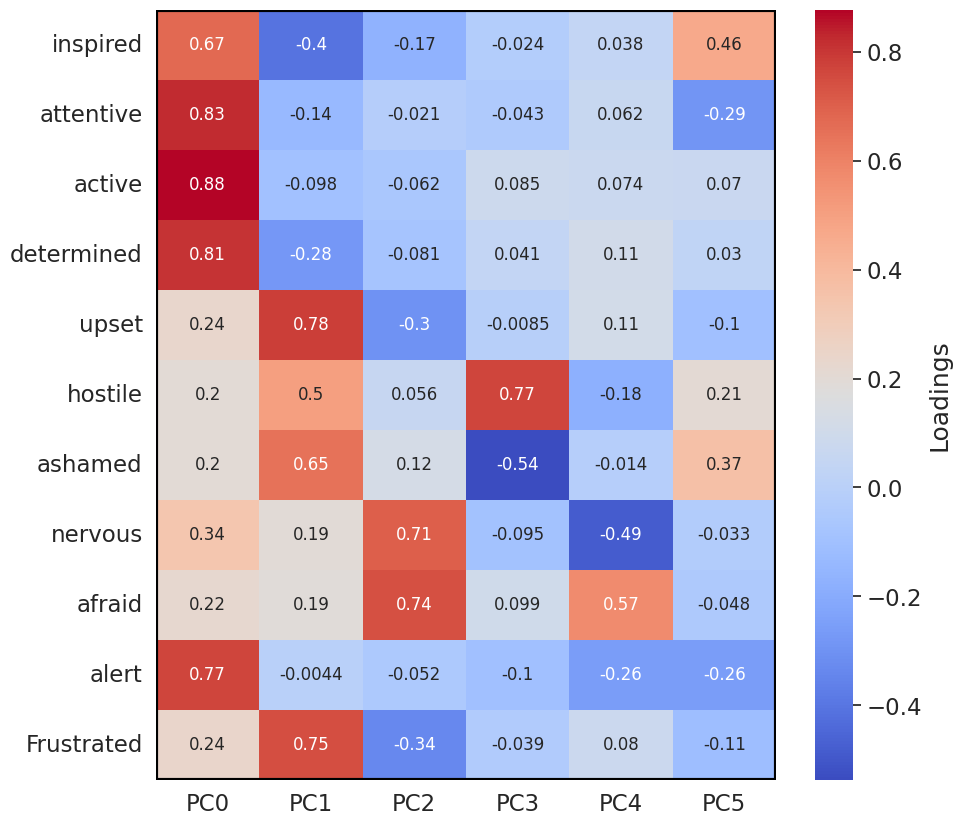 inspired 0.67 -0.4 -0.17 -0.024 0.038 0.46
attentive 0.83 -0.14 -0.021 -0.043 0.062 -0.29
active 0.88 -0.098 -0.062 0.085 0.074 0.07
determined 0.81 -0.28 -0.081 0.041 0.11 0.03
upset 0.24 0.78 -0.3 -0.0085 0.11 -0.1
hostile 0.2 0.5 0.056 0.77 -0.18 0.21
ashamed 0.2 0.65 0.12 -0.54 -0.014 0.37
nervous 0.34 0.19 0.71 -0.095 -0.49 -0.033
afraid 0.22 0.19 0.74 0.099 0.57 -0.048
alert 0.77 -0.0044 -0.052 -0.1 -0.26 -0.26
Frustrated 0.24 0.75 -0.34 -0.039 0.08 -0.11
PC0 PC1 PC2 PC3 PC4 PC5
0.8
0.6
0.4
0.2
0.0
−0.2
−0.4
Loadings